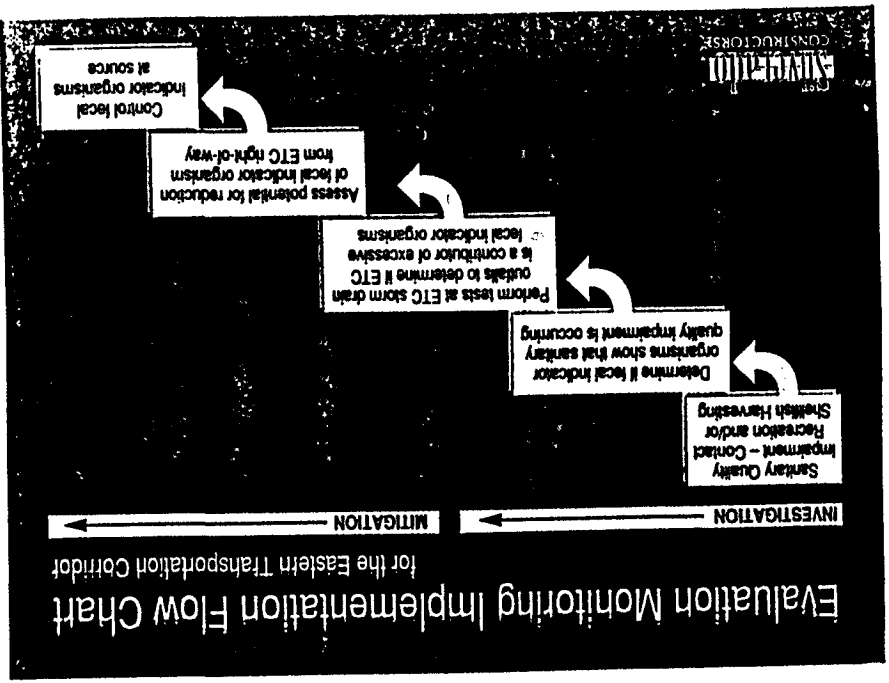 Evaluation Monitoring Implementation Flow Chart
for the Eastern Transportation Corridor
INVESTIGATION
MITIGATION
Sanitary Quality
Impairment – Contact
Recreation and/or
Shellfish Harvesting
Determine if fecal indicator
organisms show that sanitary
quality impairment is occurring
Perform tests at ETC storm drain
outfalls to determine if ETC
is a contributor of excessive
fecal indicator organisms
Assess potential for reduction
of fecal indicator organism
from ETC right-of-way
Control fecal
indicator organisms
at source
Silverado
CONSTRUCTORS